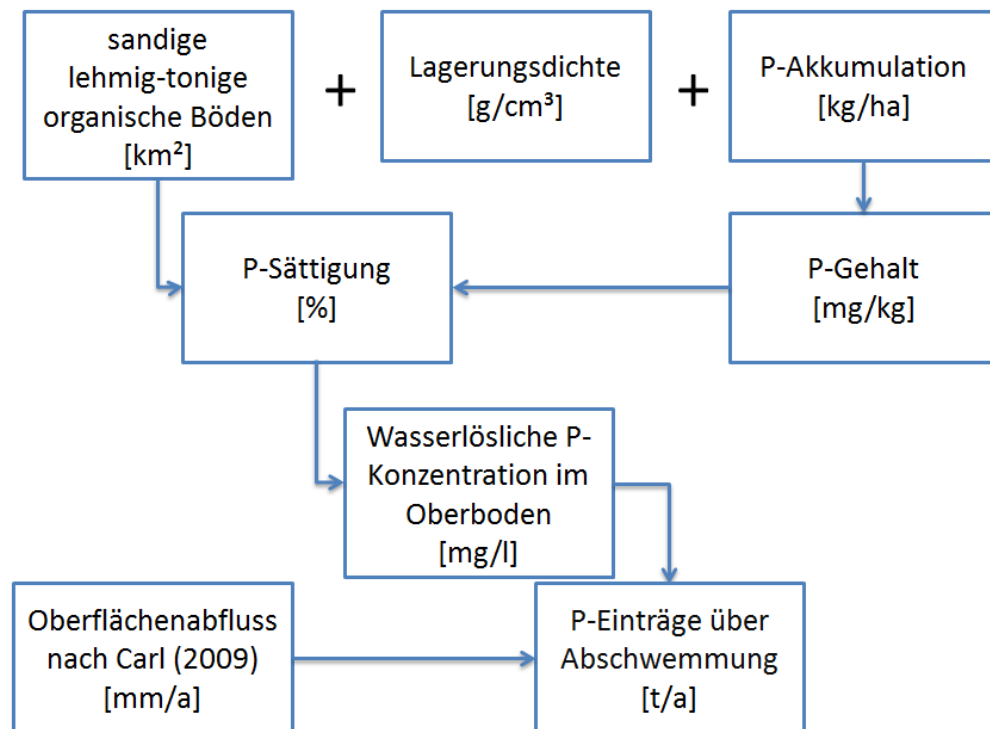 sandige
lehmig-tonige
organische Böden
[km²]
+
Lagerungsdichte
[g/cm³]
+
P-Akkumulation
[kg/ha]
P-Sättigung
[%]
P-Gehalt
[mg/kg]
Wasserlösliche P-
Konzentration im
Oberboden
[mg/l]
Oberflächenabfluss
nach Carl (2009)
[mm/a]
P-Einträge über
Abschwemmung
[t/a]